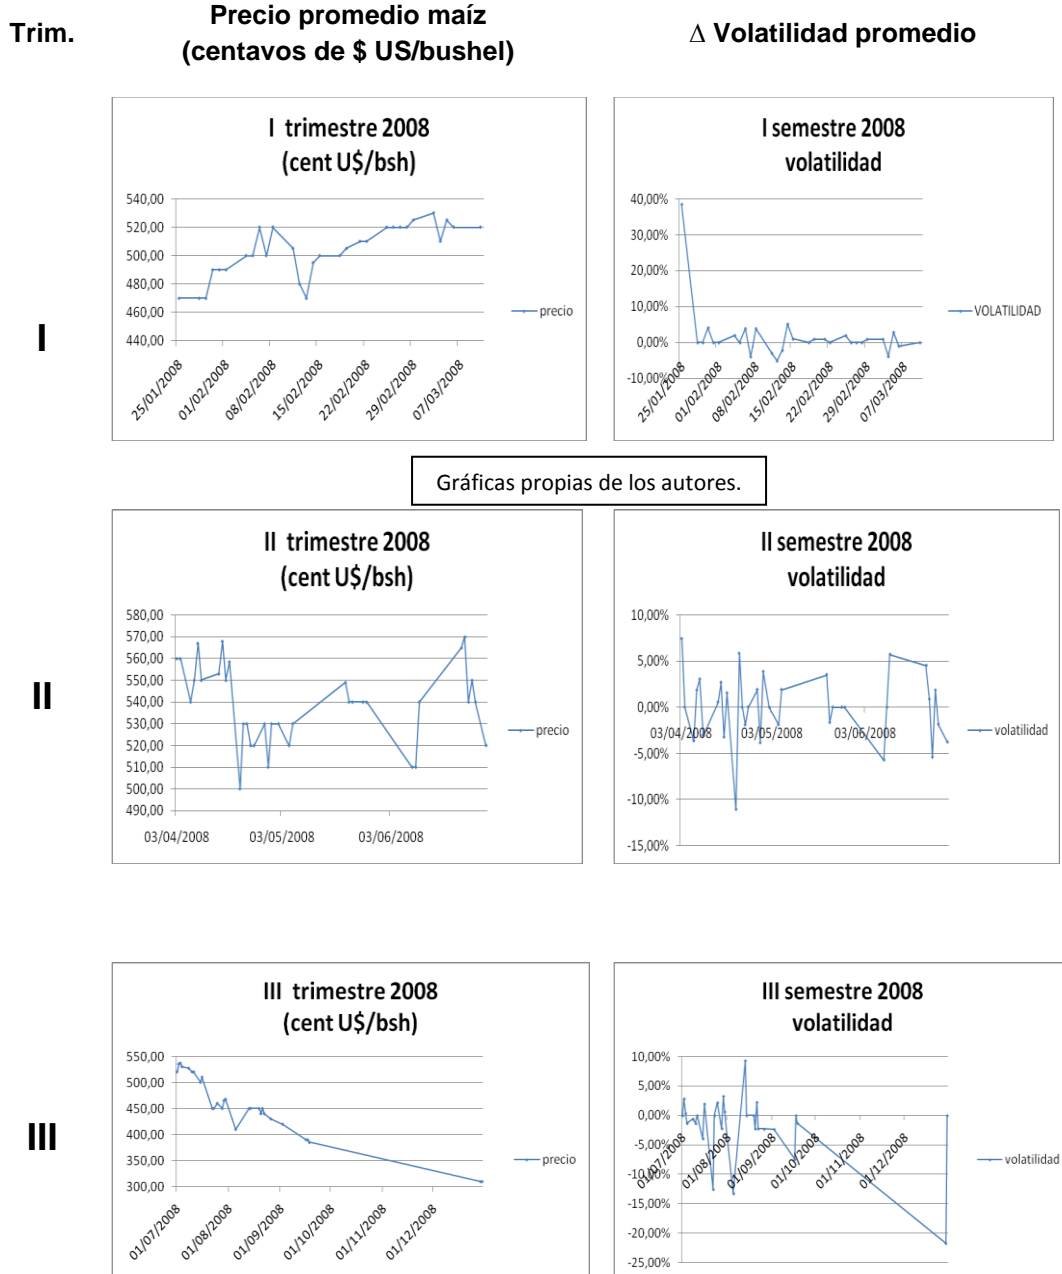 Trim.
Precio promedio maíz
(centavos de $ US/bushel)
∆ Volatilidad promedio
I
I trimestre 2008
(cent U$/bsh)
540,00
520,00
500,00
480,00
460,00
440,00
25/01/2008
01/02/2008
08/02/2008
15/02/2008
22/02/2008
29/02/2008
07/03/2008
precio
I semestre 2008
volatilidad
40,00%
30,00%
20,00%
10,00%
0,00%
-10,00%
25/01/2008
01/02/2008
08/02/2008
15/02/2008
22/02/2008
29/02/2008
07/03/2008
VOLATILIDAD
Gráficas propias de los autores.
II
II trimestre 2008
(cent U$/bsh)
580,00
570,00
560,00
550,00
540,00
530,00
520,00
510,00
500,00
490,00
03/04/2008
03/05/2008
03/06/2008
precio
II semestre 2008
volatilidad
10,00%
5,00%
0,00%
-5,00%
-10,00%
-15,00%
03/04/2008
03/05/2008
03/06/2008
volatilidad
III
III trimestre 2008
(cent U$/bsh)
550,00
500,00
450,00
400,00
350,00
300,00
01/07/2008
01/08/2008
01/09/2008
01/10/2008
01/11/2008
01/12/2008
precio
III semestre 2008
volatilidad
10,00%
5,00%
0,00%
-5,00%
-10,00%
-15,00%
-20,00%
-25,00%
01/07/2008
01/08/2008
01/09/2008
01/10/2008
01/11/2008
01/12/2008
volatilidad